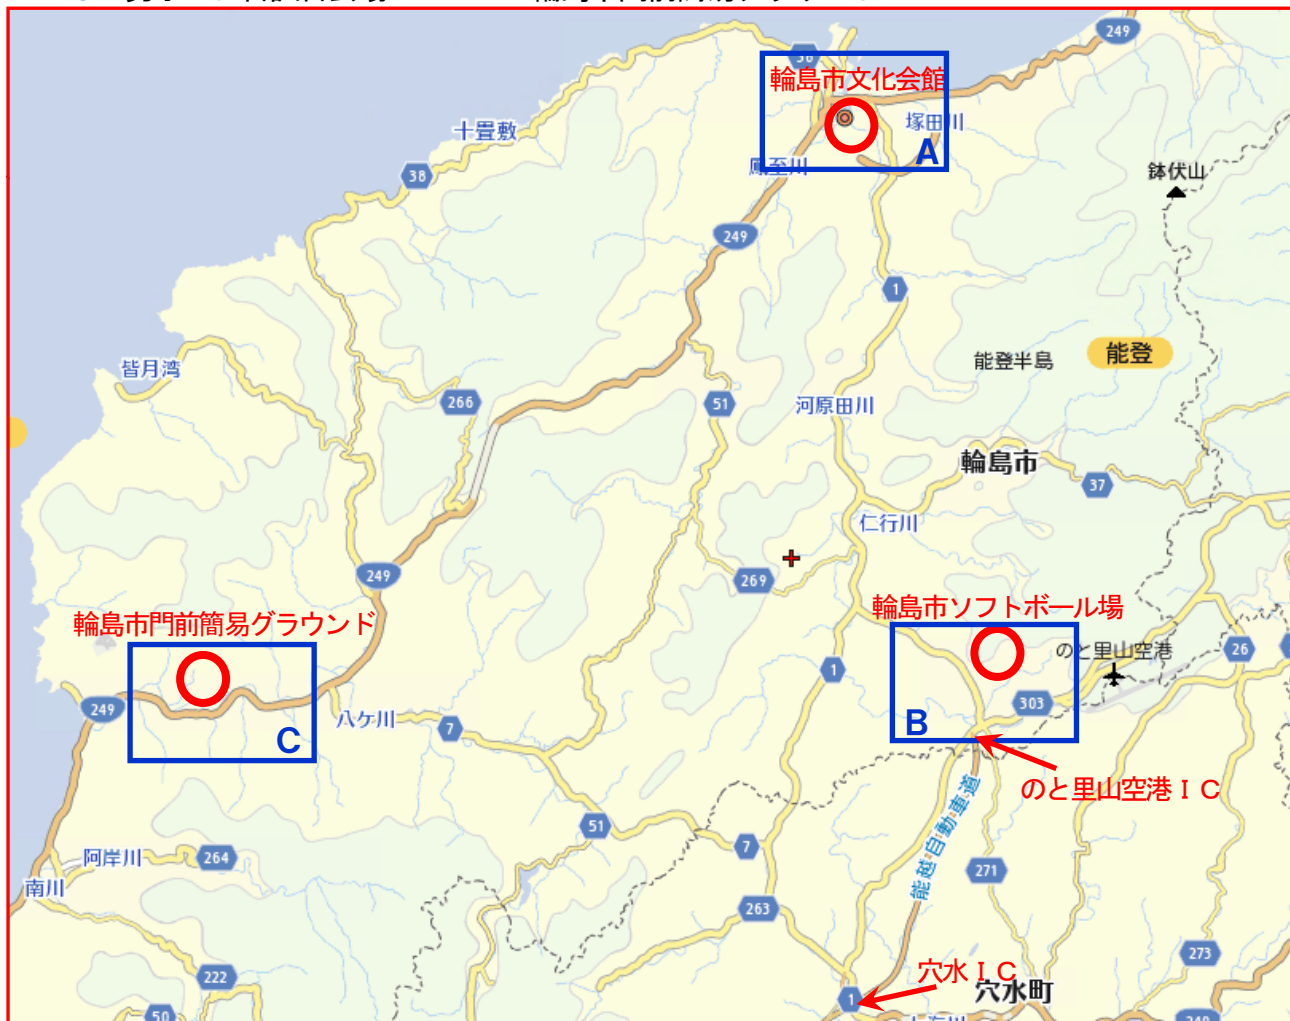 249
36
輪島市文化会館
塚田川
十畳敷
A
鳳至川
38
鉢伏山
249
1
能登半島
能登
皆月湾
266
51
河原田川
輪島市
37
仁行川
249
269
輪島市門前簡易グラウンド
輪島市ソフトボール場
のと里山空港
26
1
303
249
八ケ川
7
B
C
のと里山空港ＩＣ
能越自動車道
51
7
阿岸川
264
271
南川
263
273
222
穴水ＩＣ
穴水町
1
50
249